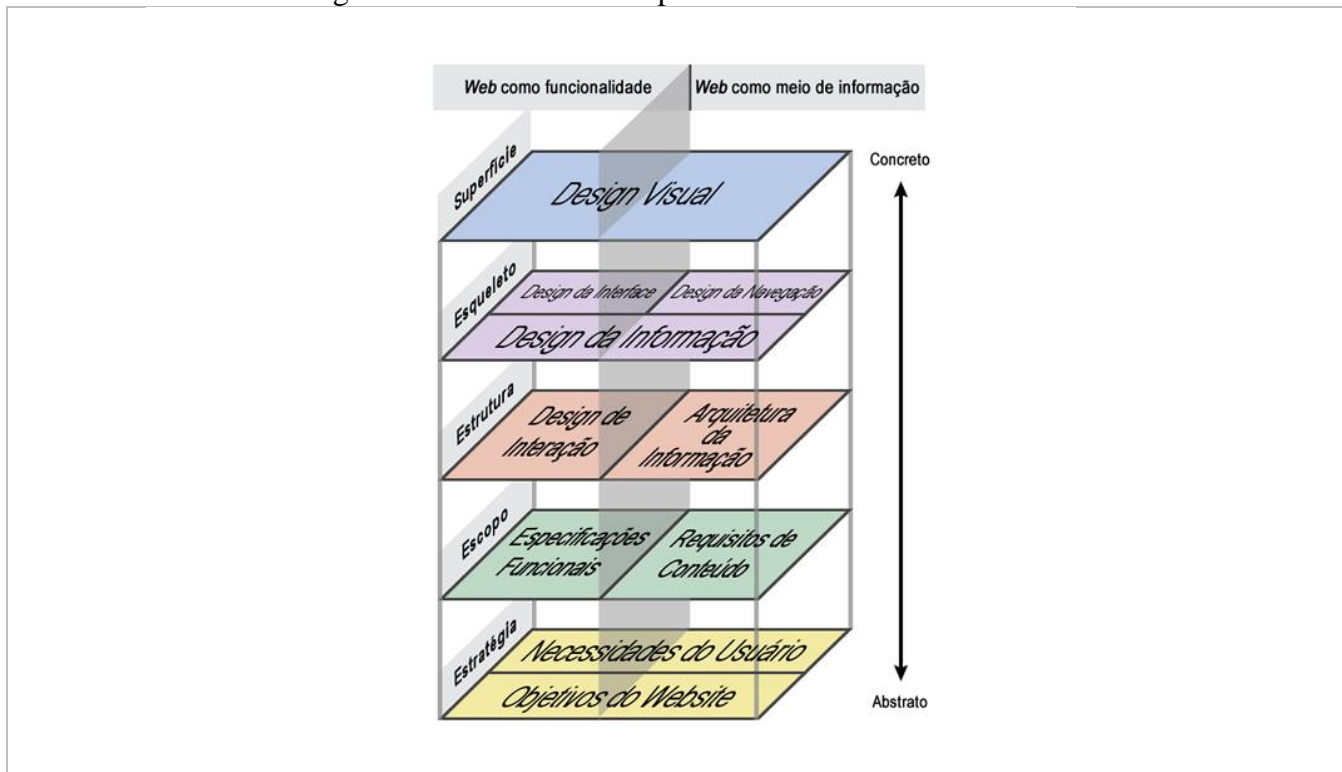 Web como funcionalidade
Web como meio de informação
Superfície
Design Visual
Concreto
Esqueleto
Design da Interface
Design da Navegação
Design da Informação
Estrutura
Design de
Interação
Arquitetura
da
Informação
Escopo
Especificações
Funcionais
Requisitos de
Conteúdo
Estratégia
Necessidades do Usuário
Objetivos do Website
Abstrato